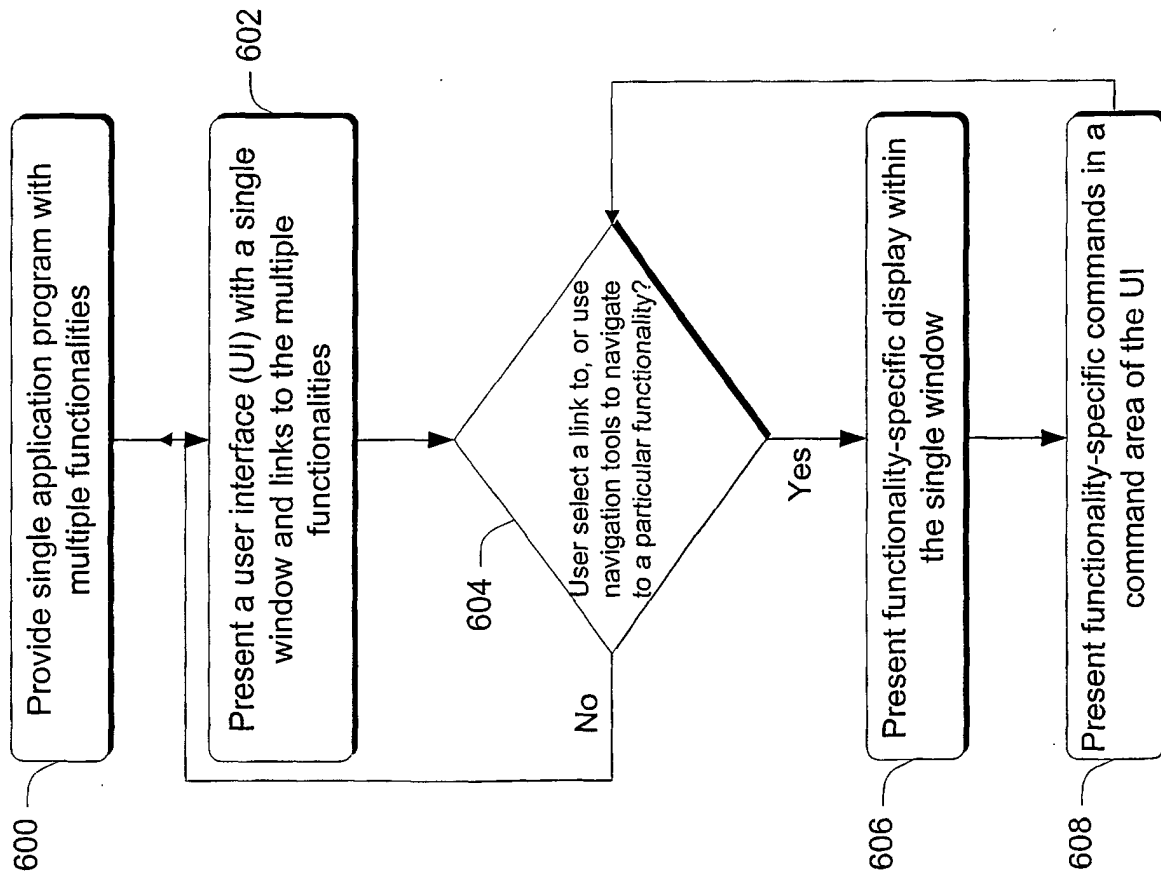 600
Provide single application program with
multiple functionalities
602
Present a user interface (UI) with a single
window and links to the multiple
functionalities
604
User select a link to, or use
navigation tools to navigate
to a particular functionality?
No
Yes
606
Present functionality-specific display within
the single window
608
Present functionality-specific commands in a
command area of the UI